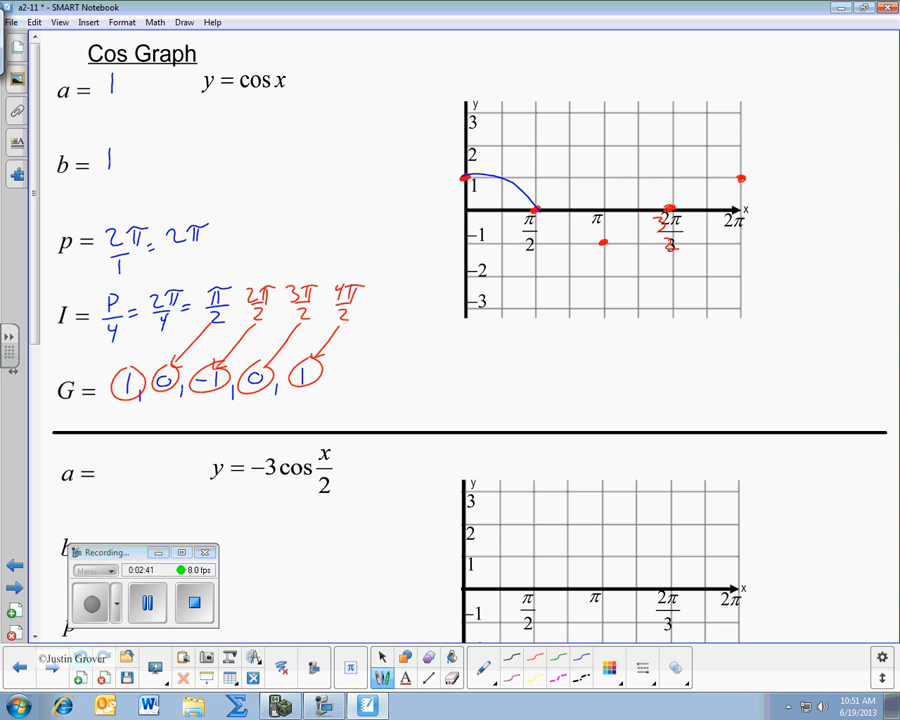 a2-11 * - SMART Notebook
File Edit View Insert Format Math Draw Help
Cos Graph
a = 1
y = cos x
b = 1
p = 2π/1 = 2π
I = P/4 = 2π/4 = π/2 2π/2 3π/2 4π/2
G = 1, 0, -1, 0, 1
y
3
2
1
x
π/2 π 3 2π/3 2 2π
-1
-2
-3
a =
y = -3 cos x/2
b
p
y
3
2
1
x
π/2 π 2π/3 2π
-1
Recording...
Menu 0:02:41 8.0 fps
©Justin Grover
10:51 AM
6/19/2013